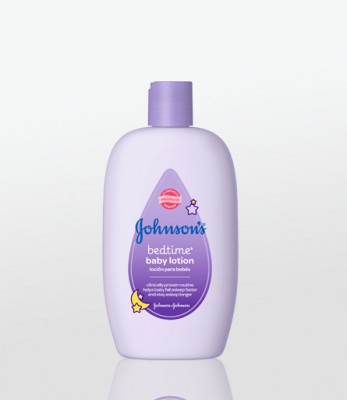 Johnson's
bedtime®
baby lotion
loción para bebés
clinically proven routine
helps baby fall asleep faster
and stay asleep longer
Johnson & Johnson